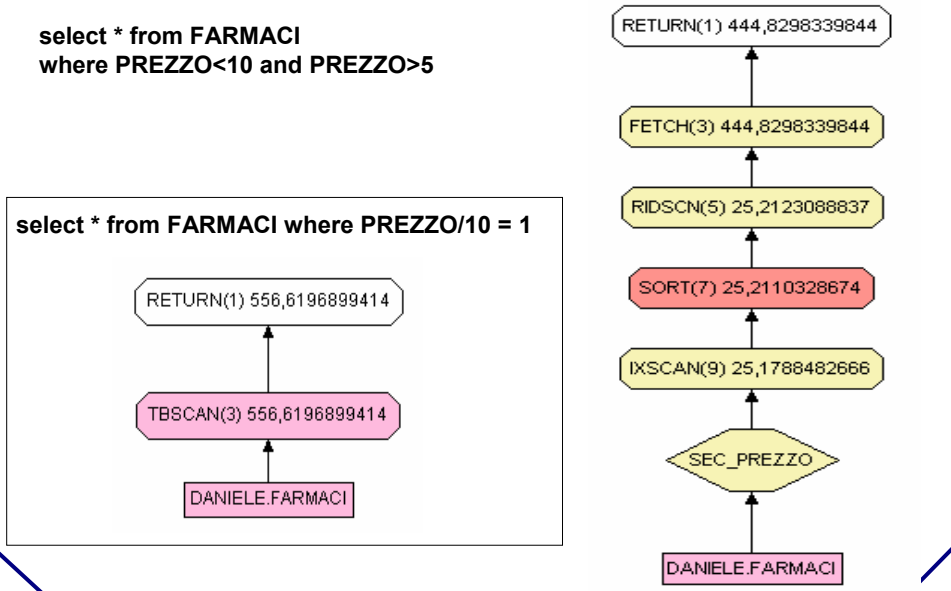 select * from FARMACI
where PREZZO<10 and PREZZO>5
RETURN(1) 444,8298339844
FETCH(3) 444,8298339844
RIDSCN(5) 25,2123088837
SORT(7) 25,2110328674
IXSCAN(9) 25,1788482666
SEC_PREZZO
DANIELE.FARMACI
select * from FARMACI where PREZZO/10 = 1
RETURN(1) 556,6196899414
TBSCAN(3) 556,6196899414
DANIELE.FARMACI